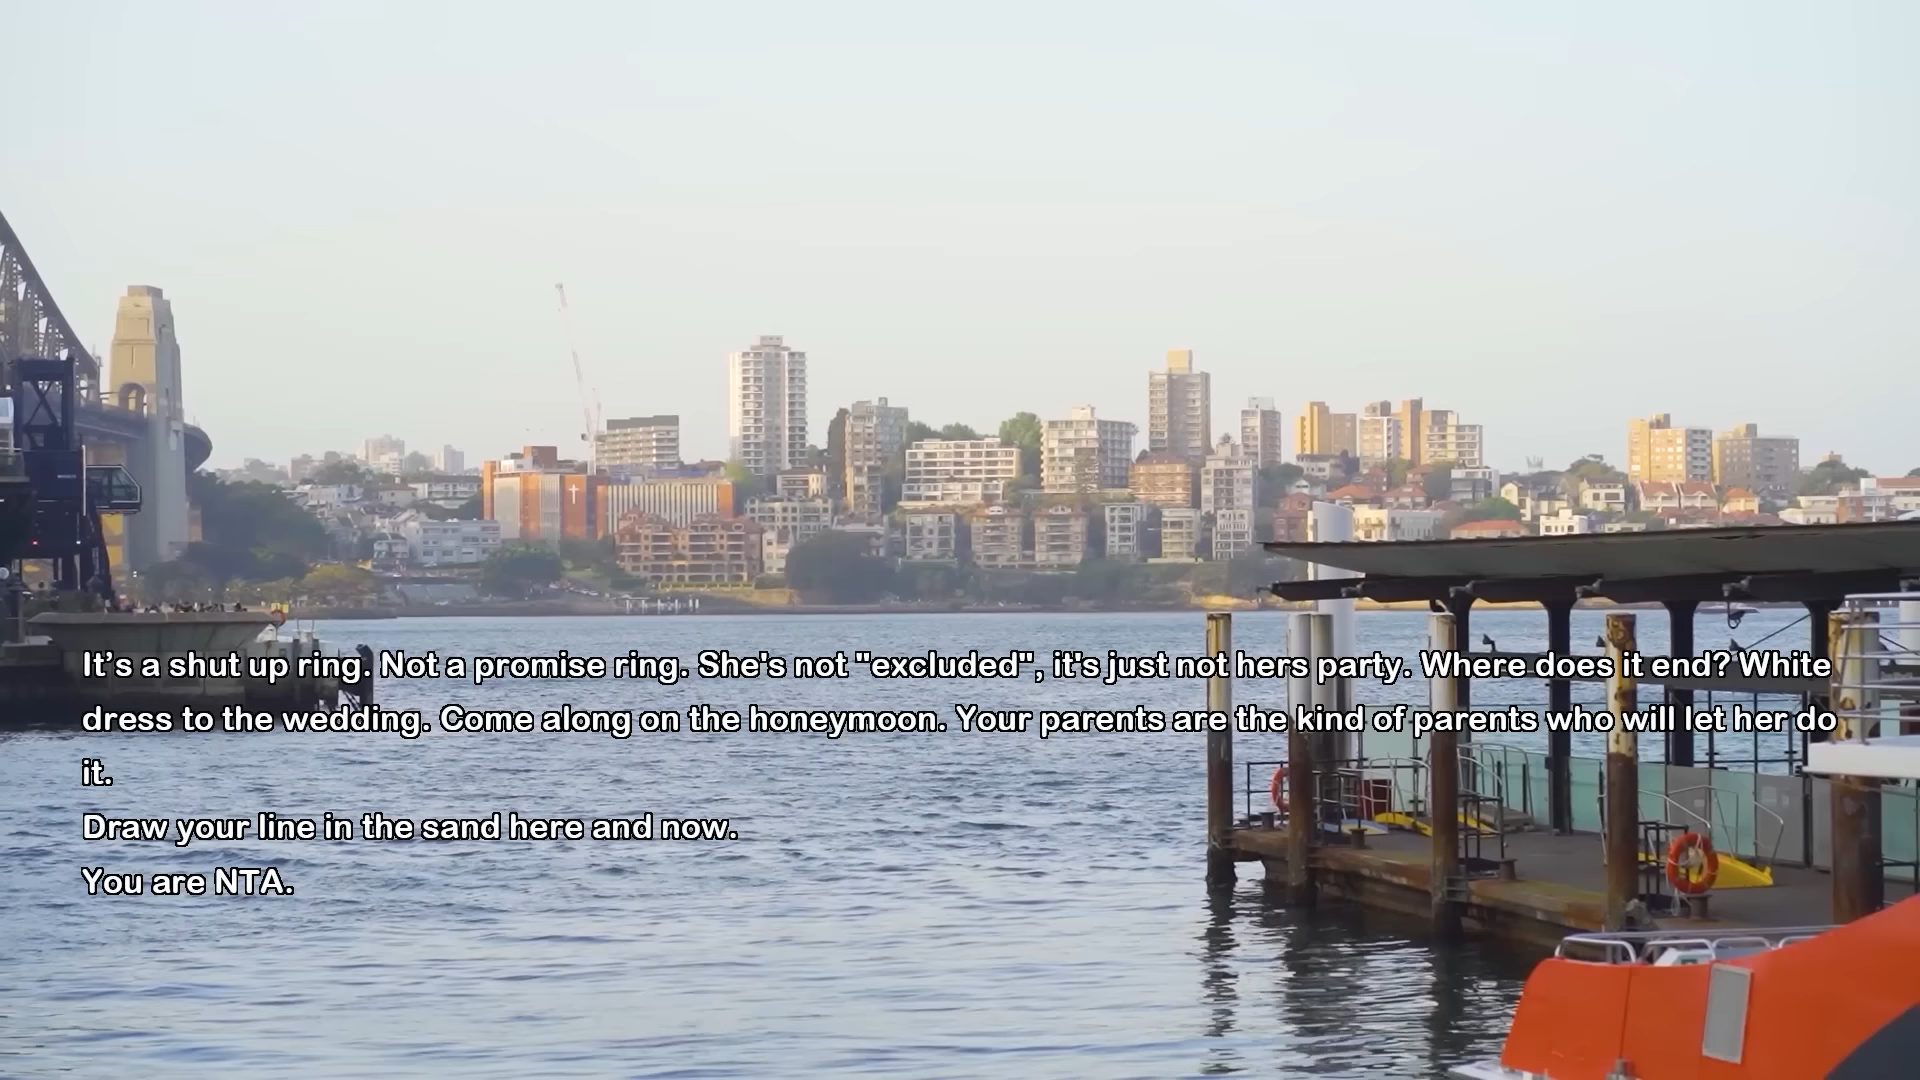 It’s a shut up ring. Not a promise ring. She's not "excluded", it's just not hers party. Where does it end? White
dress to the wedding. Come along on the honeymoon. Your parents are the kind of parents who will let her do
it.
Draw your line in the sand here and now.
You are NTA.